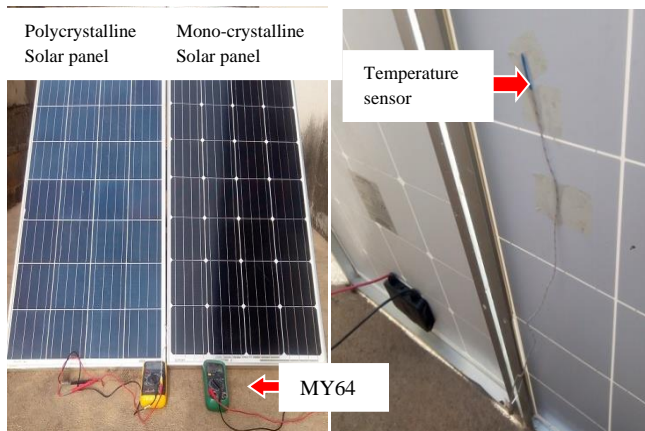 Polycrystalline
Solar panel
Mono-crystalline
Solar panel
Temperature
sensor
MY64